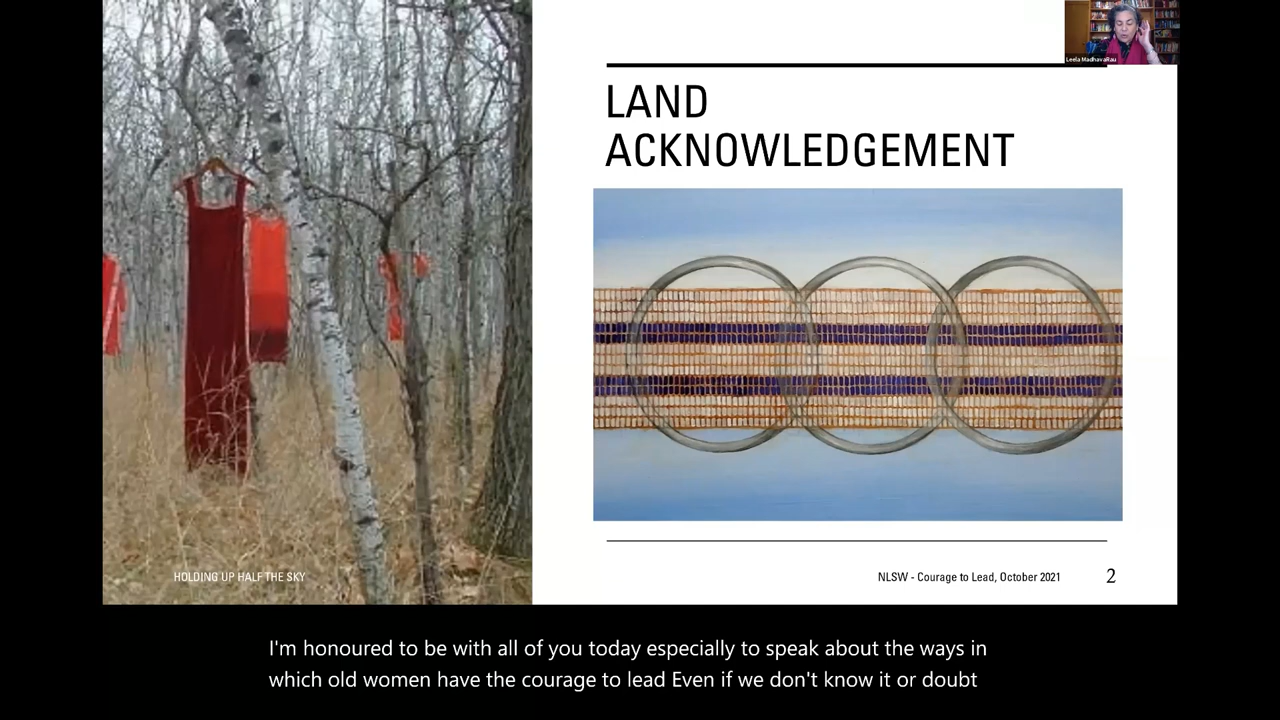 Leela MadhavaRau
LAND
ACKNOWLEDGEMENT
HOLDING UP HALF THE SKY
NLSW - Courage to Lead, October 2021
2
I'm honoured to be with all of you today especially to speak about the ways in
which old women have the courage to lead Even if we don't know it or doubt